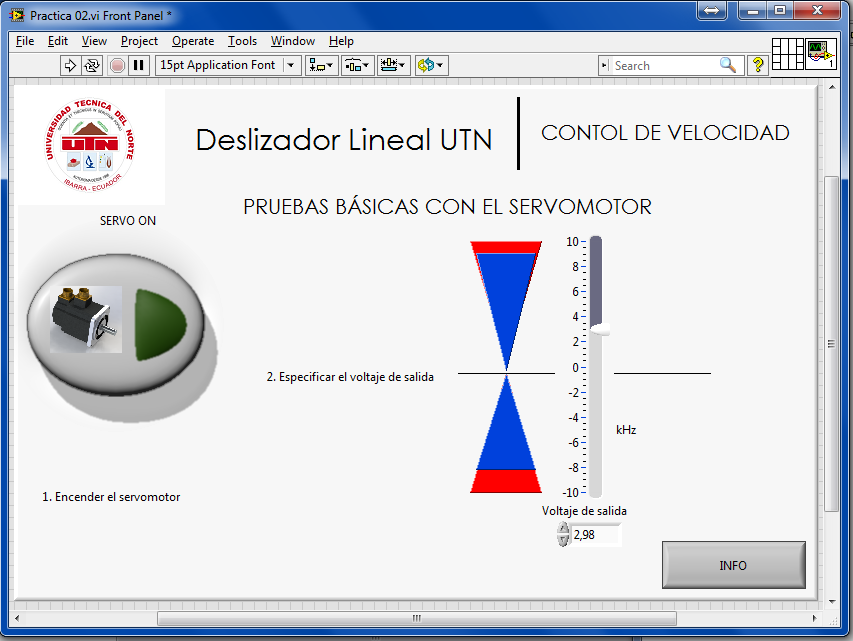 Practica 02.vi Front Panel *
File Edit View Project Operate Tools Window Help
15pt Application Font
Search
?
1
UNIVERSIDAD TECNICA DEL NORTE
UTN
IBARRA - ECUADOR
Deslizador Lineal UTN
CONTOL DE VELOCIDAD
PRUEBAS BÁSICAS CON EL SERVOMOTOR
SERVO ON
10
8
6
4
2
0
-2
-4
-6
-8
-10
2. Especificar el voltaje de salida
kHz
1. Encender el servomotor
Voltaje de salida
2,98
INFO